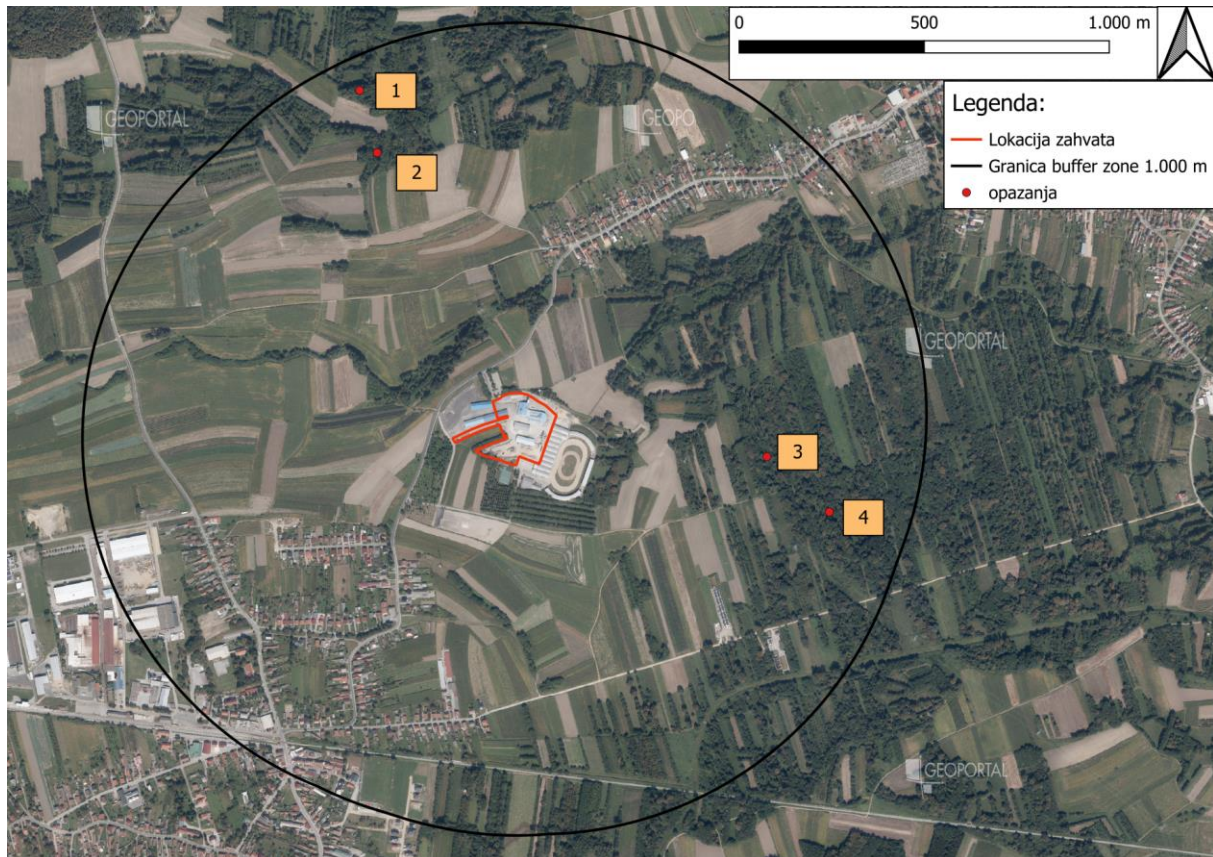 0 500 1.000 m
Legenda:
Lokacija zahvata
Granica buffer zone 1.000 m
opazanja
1
GEOPORTAL
GEOPO
2
GEOPORTAL
3
4
GEOPORTAL